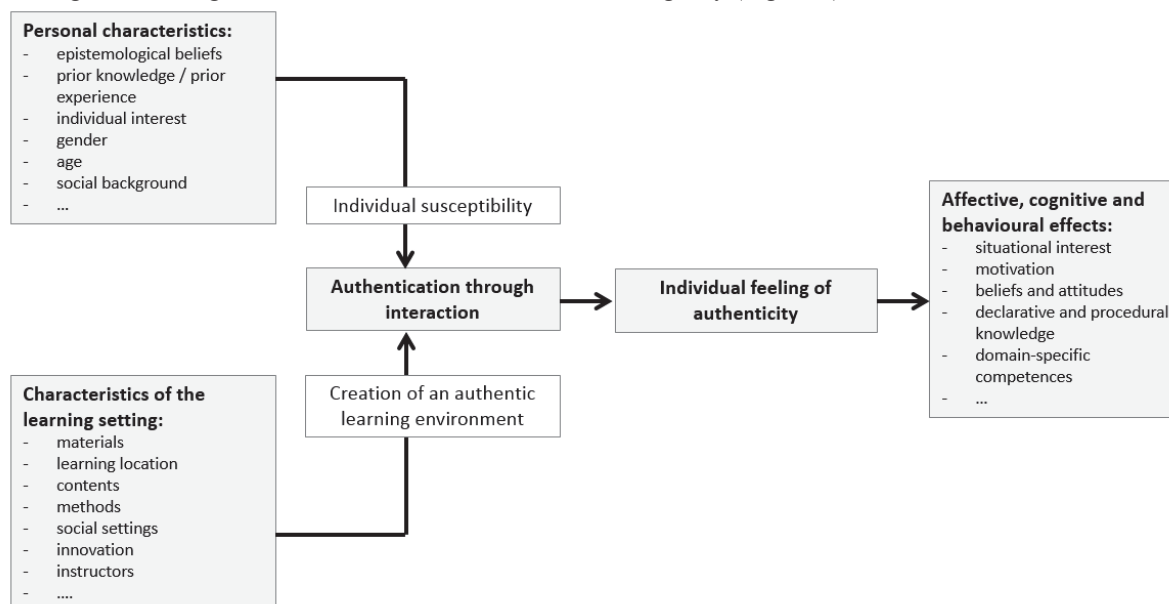 Personal characteristics:
- epistemological beliefs
- prior knowledge / prior
experience
- individual interest
- gender
- age
- social background
- ...
Individual susceptibility
Authentication through
interaction
Individual feeling of
authenticity
Affective, cognitive and
behavioural effects:
- situational interest
- motivation
- beliefs and attitudes
- declarative and procedural
knowledge
- domain-specific
competences
- ...
Creation of an authentic
learning environment
Characteristics of the
learning setting:
- materials
- learning location
- contents
- methods
- social settings
- innovation
- instructors
- ....